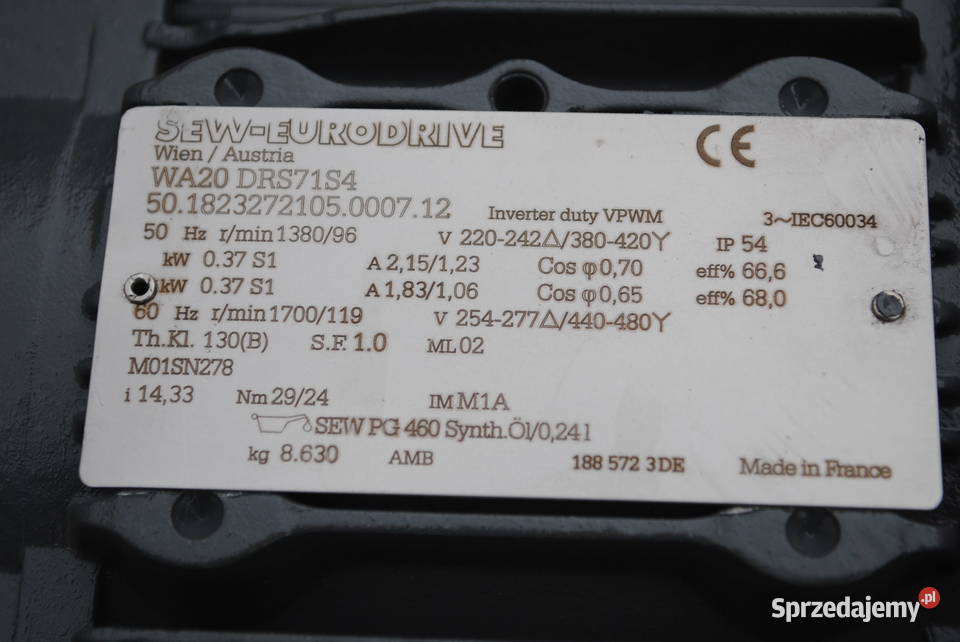 SEW-EURODRIVE
CE
Wien / Austria
WA20 DRS71S4
50.1823272105.0007.12 Inverter duty VPWM 3~IEC60034
50 Hz r/min 1380/96 V 220-242△/380-420Y IP 54
kW 0.37 S1 A 2,15/1,23 Cos φ 0,70 eff% 66,6
kW 0.37 S1 A 1,83/1,06 Cos φ 0,65 eff% 68,0
60 Hz r/min 1700/119 V 254-277△/440-480Y
Th.Kl. 130(B) S.F. 1.0 ML 02
M01SN278
i 14,33 Nm 29/24 IM M1A
SEW PG 460 Synth.Öl/0,24 l
kg 8.630 AMB 188 572 3 DE Made in France
Sprzedajemy.pl